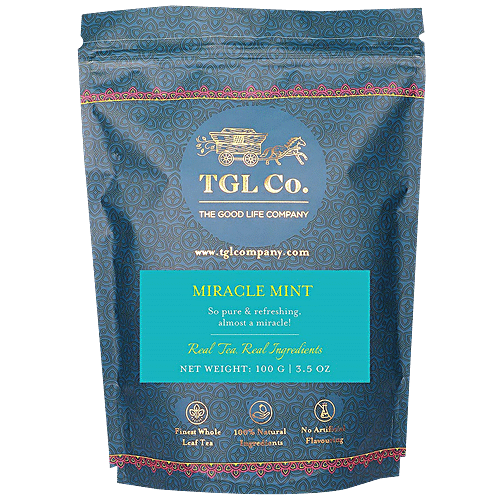 TGL Co.
THE GOOD LIFE COMPANY
www.tglcompany.com
MIRACLE MINT
So pure & refreshing,
almost a miracle!
Real Tea Real Ingredients
NET WEIGHT: 100 G | 3.5 OZ
Finest Whole
Leaf Tea
100% Natural
Ingredients
No Artificial
Flavouring